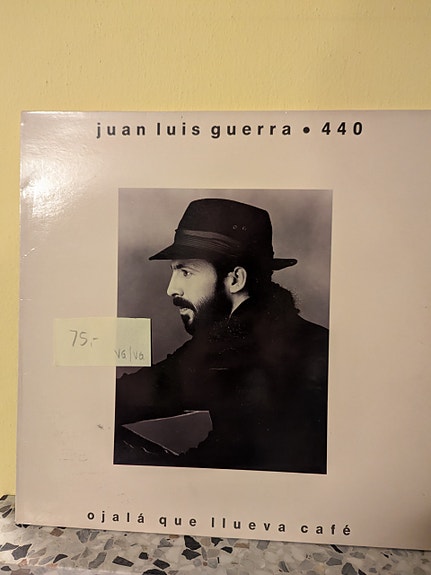 juan luis guerra • 440
75,-
VG/VG
ojalá que llueva café